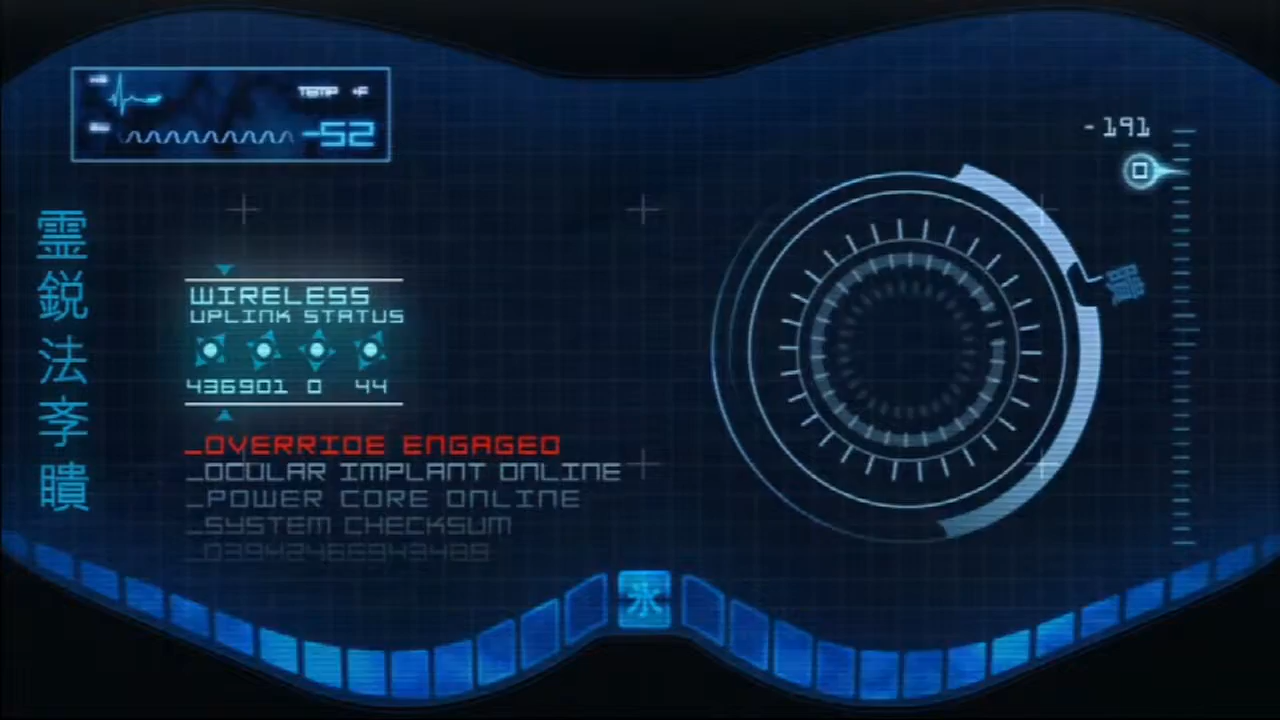 TEMP °F
-52
-191
霊鋭法李瞶
WIRELESS
UPLINK STATUS
436901 0 44
_OVERRIDE ENGAGED
_OCULAR IMPLANT ONLINE
_POWER CORE ONLINE
_SYSTEM CHECKSUM
氷